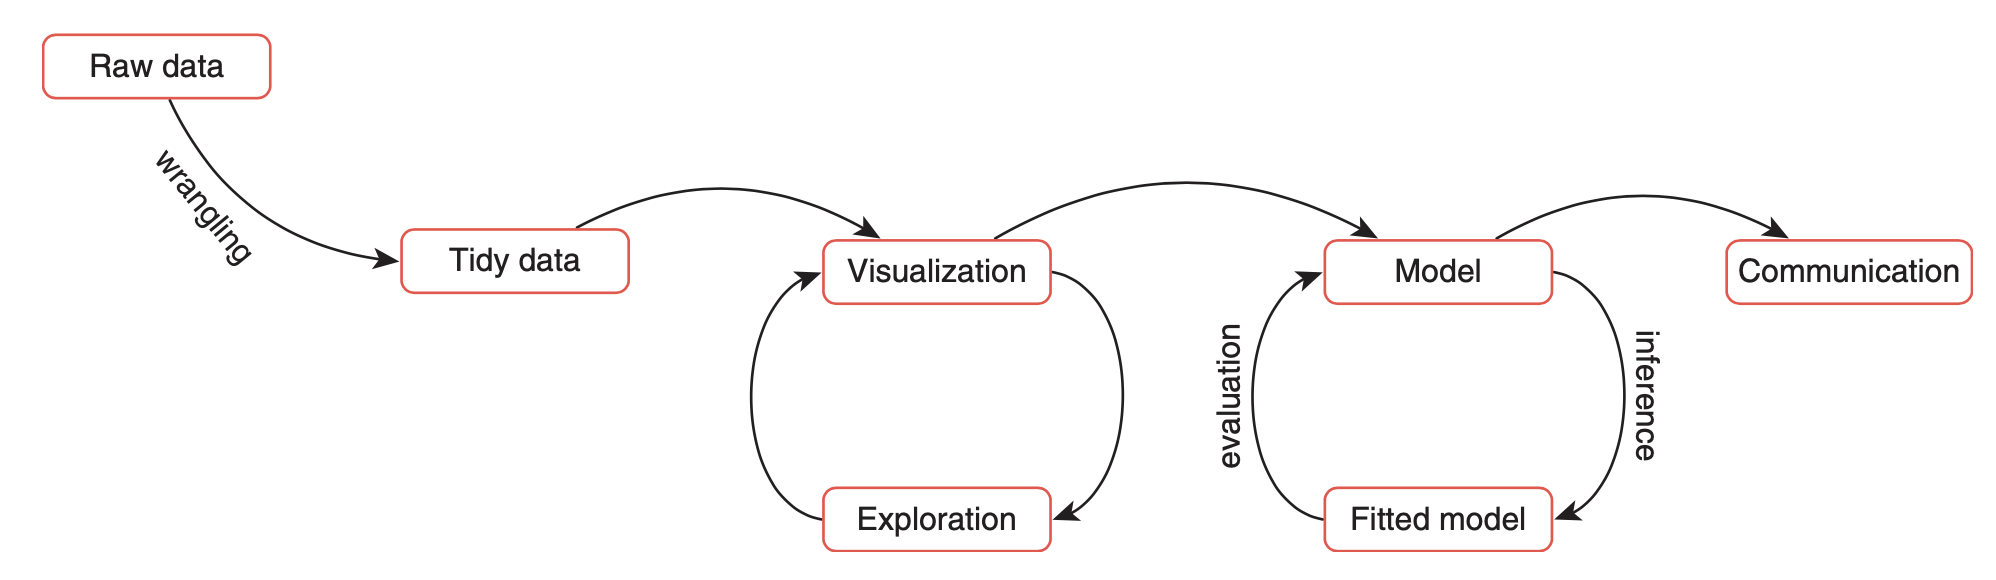 Raw data
wrangling
Tidy data
Visualization
Exploration
Model
evaluation
inference
Fitted model
Communication